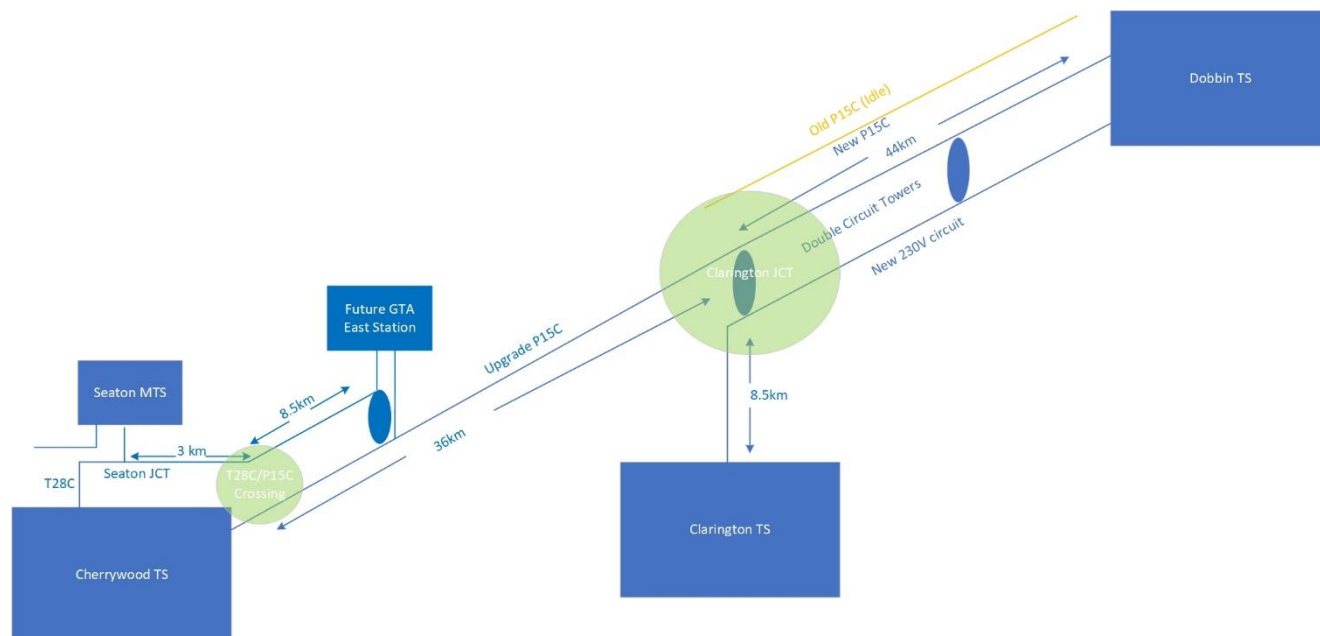 Dobbin TS
Old P15C (Idle)
New P15C
44km
Double Circuit Towers
New 230V circuit
Clarington JCT
Future GTA
East Station
Upgrade P15C
Seaton MTS
8.5km
36km
8.5km
3 km
Seaton JCT
T28C
T28C/P15C
Crossing
Cherrywood TS
Clarington TS